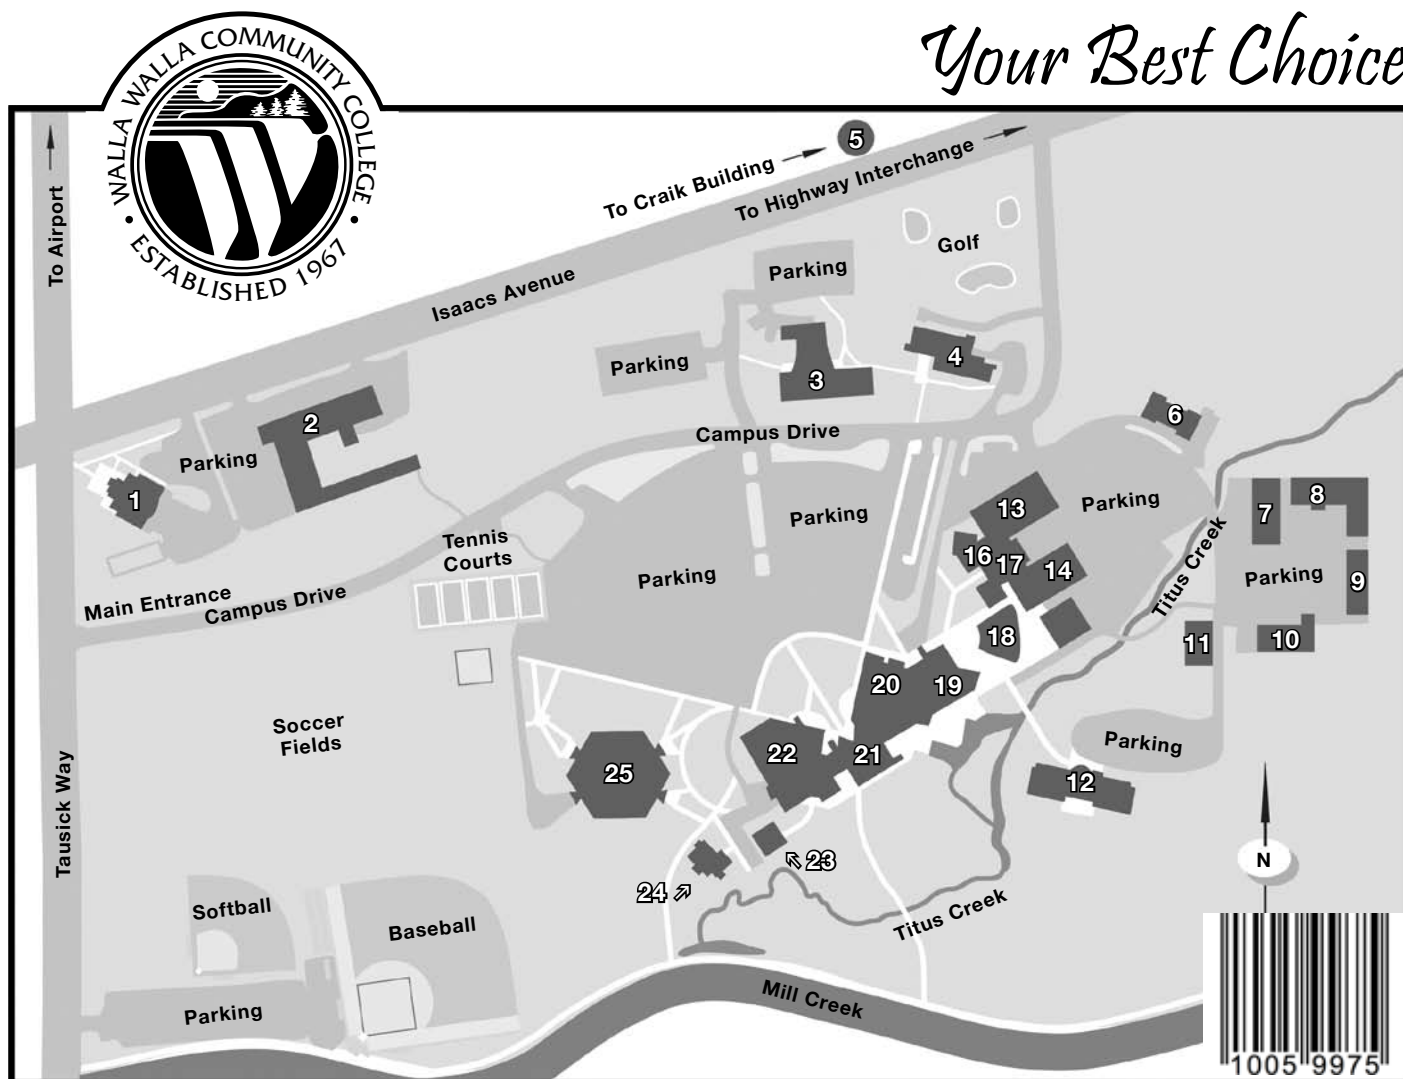 Your Best Choice
WALLA WALLA COMMUNITY COLLEGE
• ESTABLISHED 1967 •
To Airport
To Craik Building
5
To Highway Interchange
Isaacs Avenue
Golf
Parking
Parking
3
4
2
Parking
1
Campus Drive
6
Parking
Parking
13
16
17
14
7
8
Parking
9
Titus Creek
11
10
Tennis
Courts
Parking
Main Entrance
Campus Drive
18
20
19
Soccer
Fields
22
21
25
Parking
12
Tausick Way
23
24
N
Softball
Baseball
Titus Creek
Parking
Mill Creek
1005 9975